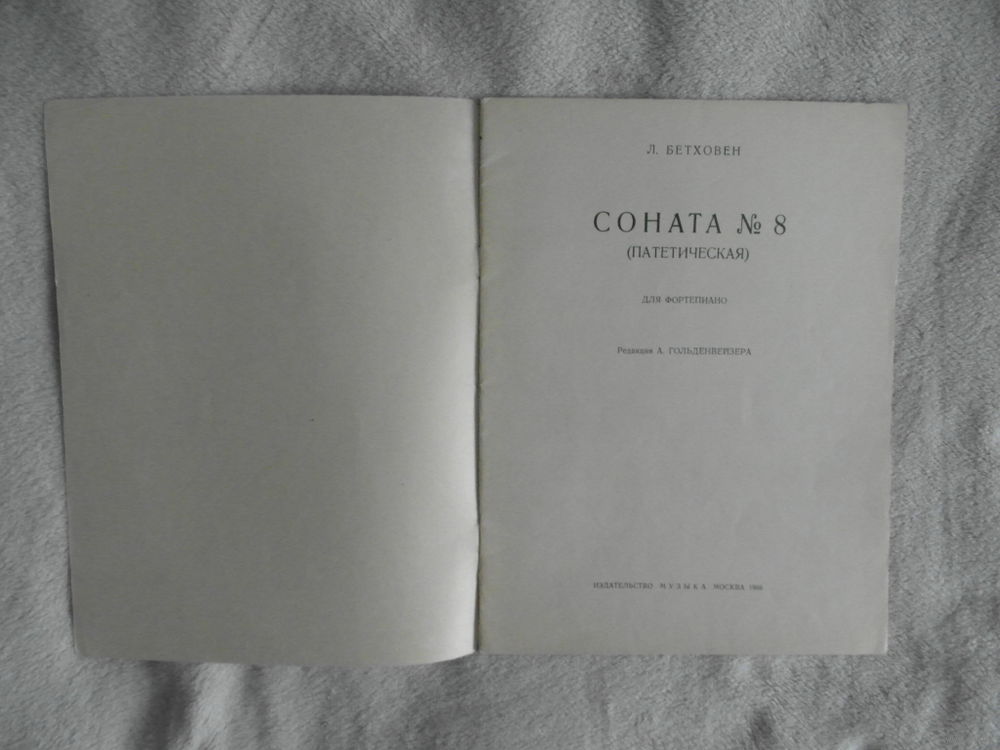 Л. БЕТХОВЕН
СОНАТА № 8
(ПАТЕТИЧЕСКАЯ)
ДЛЯ ФОРТЕПИАНО
Редакция А. ГОЛЬДЕНВЕЙЗЕРА
ИЗДАТЕЛЬСТВО МУЗЫКА МОСКВА